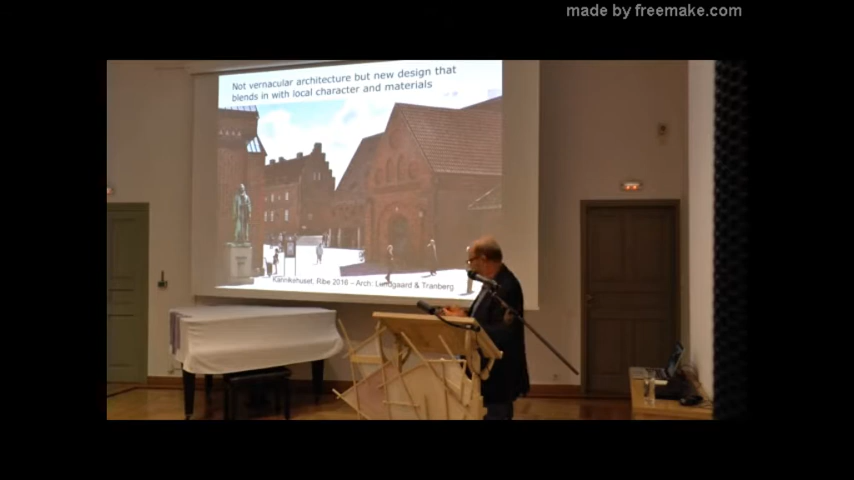 made by freemake.com
Not vernacular architecture but new design that
blends in with local character and materials
Kannikehuset, Ribe 2016 – Arch: Lundgaard & Tranberg